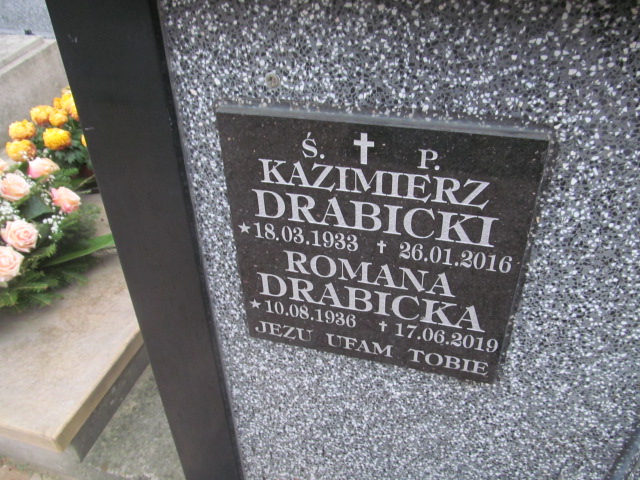 Ś. ✝ P.
KAZIMIERZ
DRABICKI
★18.03.1933 ✝ 26.01.2016
ROMANA
DRABICKA
★10.08.1936 ✝ 17.06.2019
JEZU UFAM TOBIE